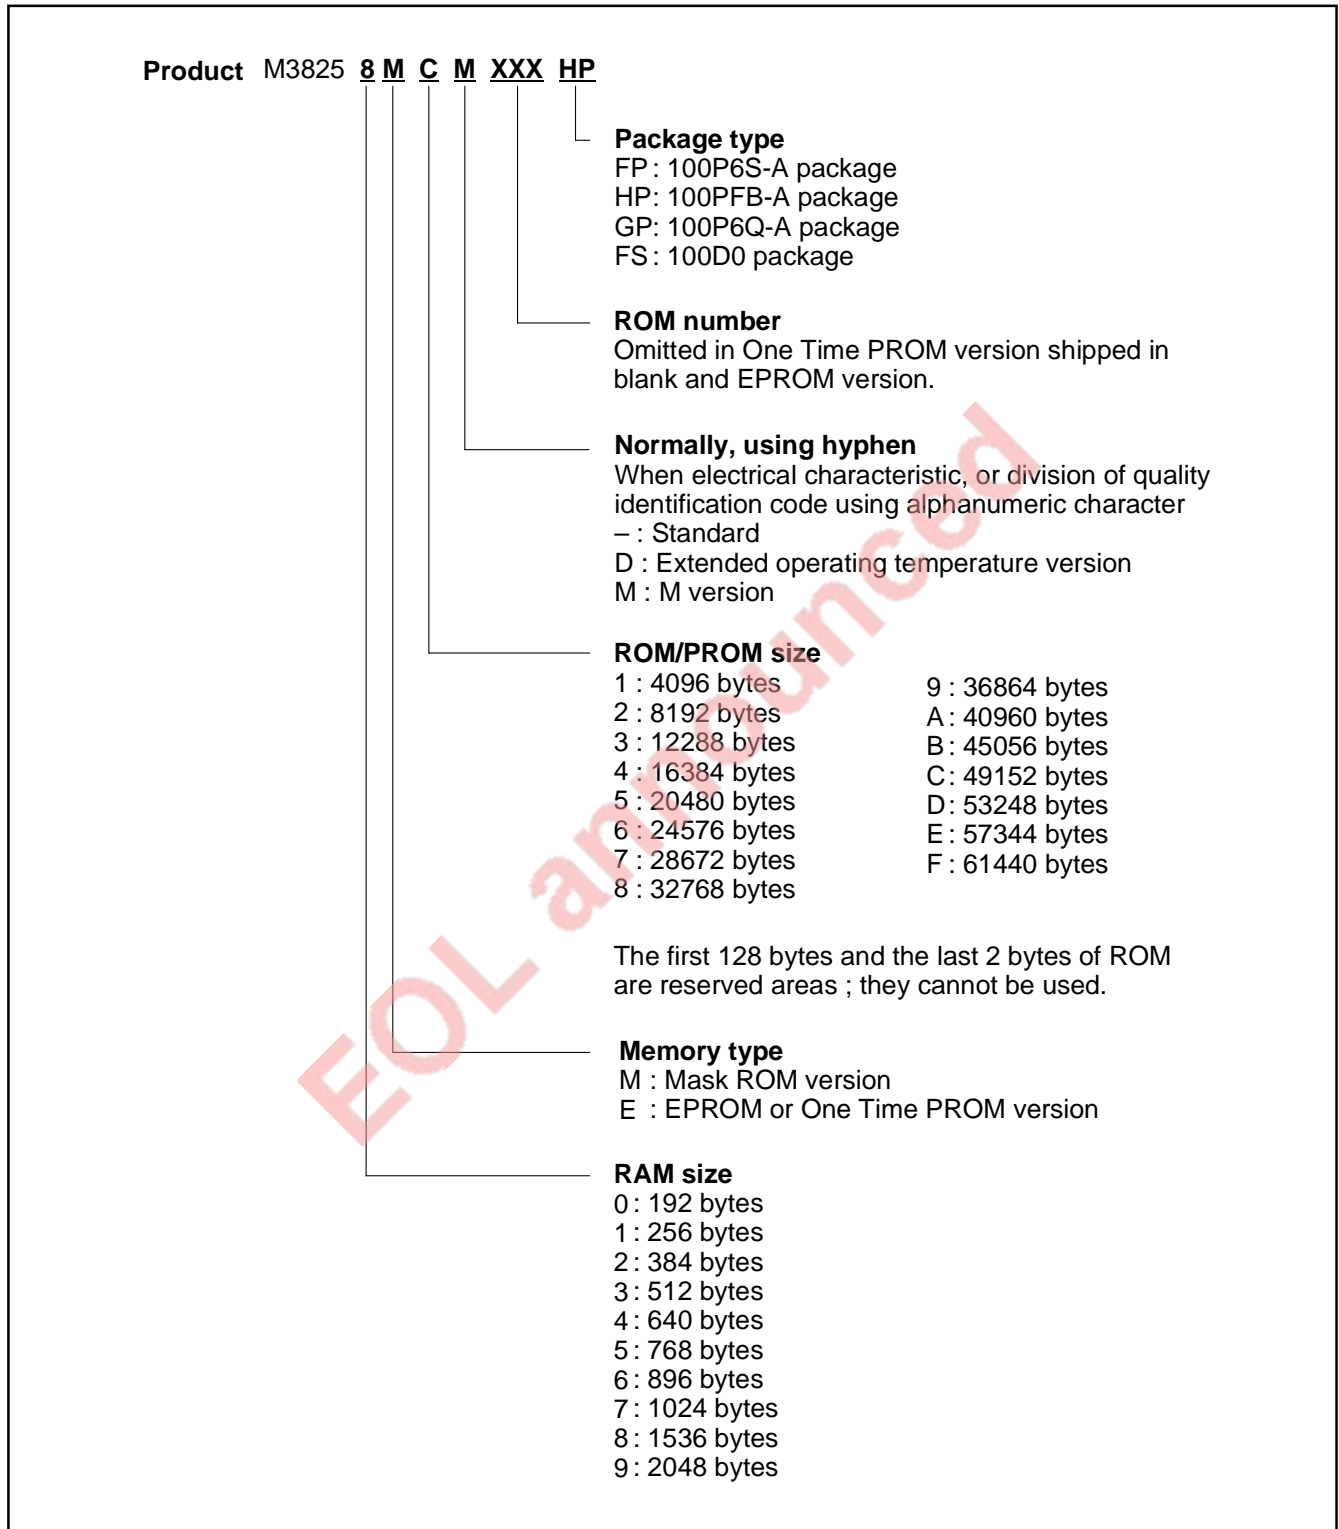 Product M3825 8 M C M XXX HP
Package type
FP : 100P6S-A package
HP: 100PFB-A package
GP: 100P6Q-A package
FS : 100D0 package
ROM number
Omitted in One Time PROM version shipped in
blank and EPROM version.
Normally, using hyphen
When electrical characteristic, or division of quality
identification code using alphanumeric character
– : Standard
D : Extended operating temperature version
M : M version
ROM/PROM size
1 : 4096 bytes
2 : 8192 bytes
3 : 12288 bytes
4 : 16384 bytes
5 : 20480 bytes
6 : 24576 bytes
7 : 28672 bytes
8 : 32768 bytes
9 : 36864 bytes
A : 40960 bytes
B : 45056 bytes
C : 49152 bytes
D : 53248 bytes
E : 57344 bytes
F : 61440 bytes
The first 128 bytes and the last 2 bytes of ROM
are reserved areas ; they cannot be used.
Memory type
M : Mask ROM version
E : EPROM or One Time PROM version
RAM size
0 : 192 bytes
1 : 256 bytes
2 : 384 bytes
3 : 512 bytes
4 : 640 bytes
5 : 768 bytes
6 : 896 bytes
7 : 1024 bytes
8 : 1536 bytes
9 : 2048 bytes
EOL announced